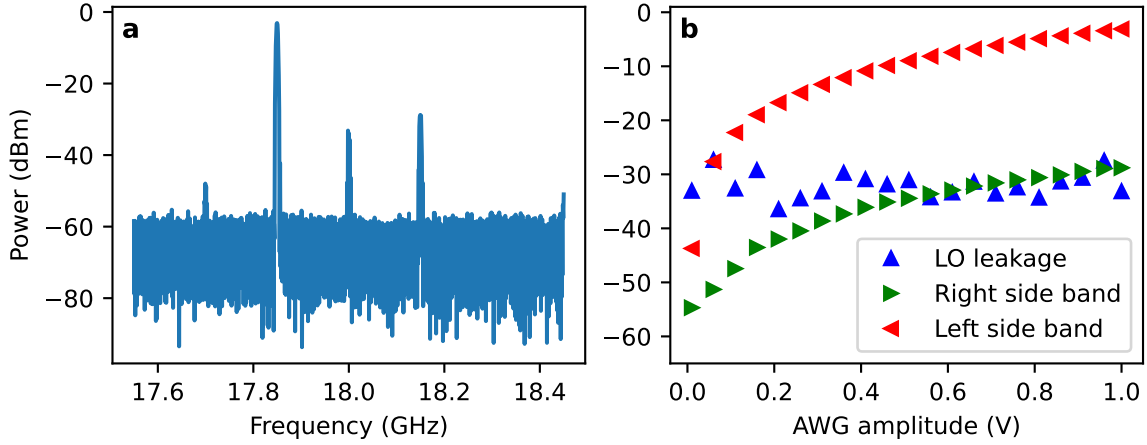 a
0
−20
−40
−60
−80
Power (dBm)
17.6
17.8
18.0
18.2
18.4
Frequency (GHz)
b
0
−10
−20
−30
−40
−50
−60
LO leakage
Right side band
Left side band
0.0
0.2
0.4
0.6
0.8
1.0
AWG amplitude (V)